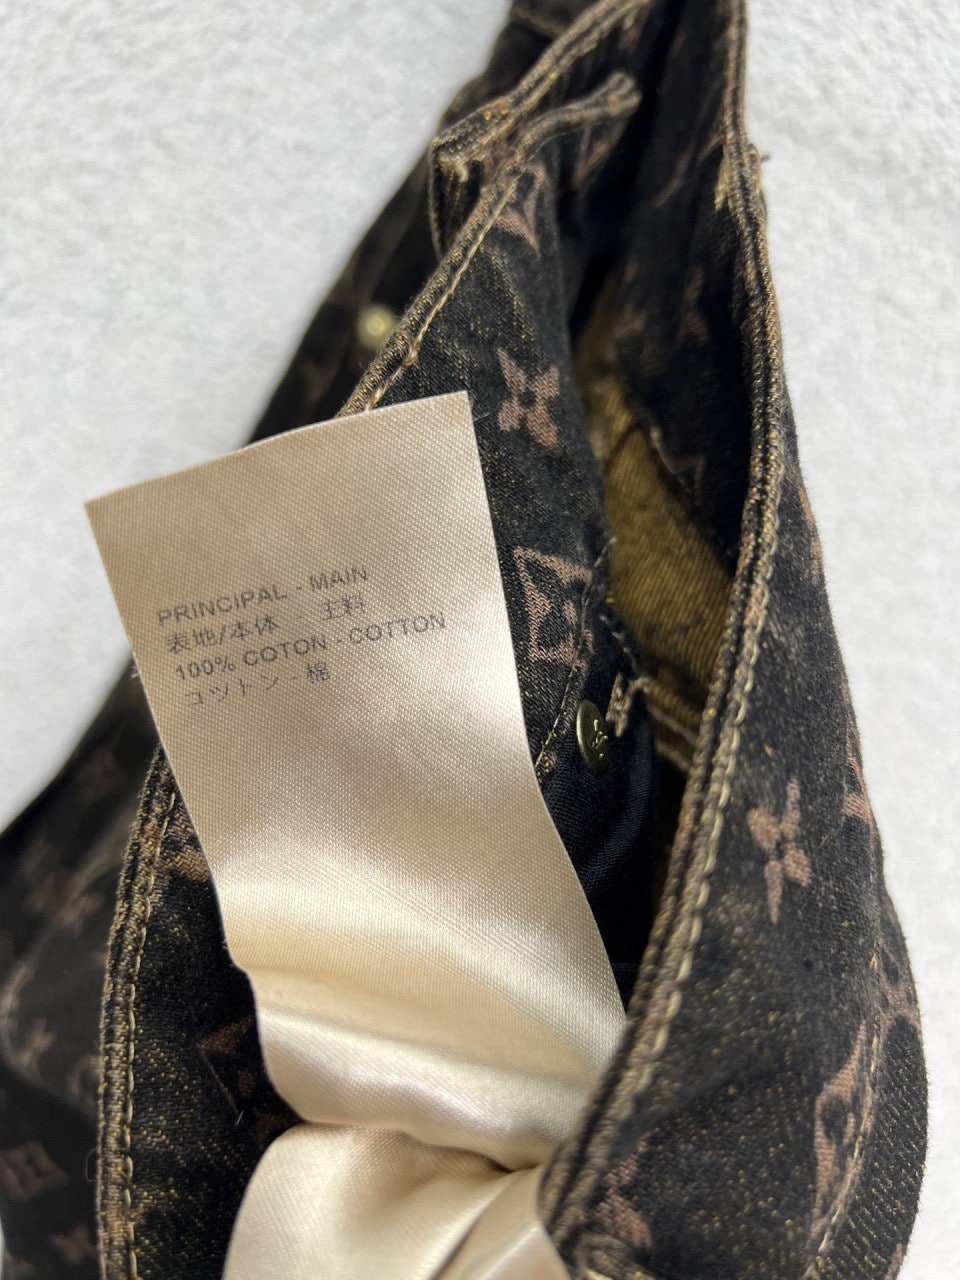 PRINCIPAL - MAIN
表地/本体 主料
100% COTON - COTTON
コットン - 棉